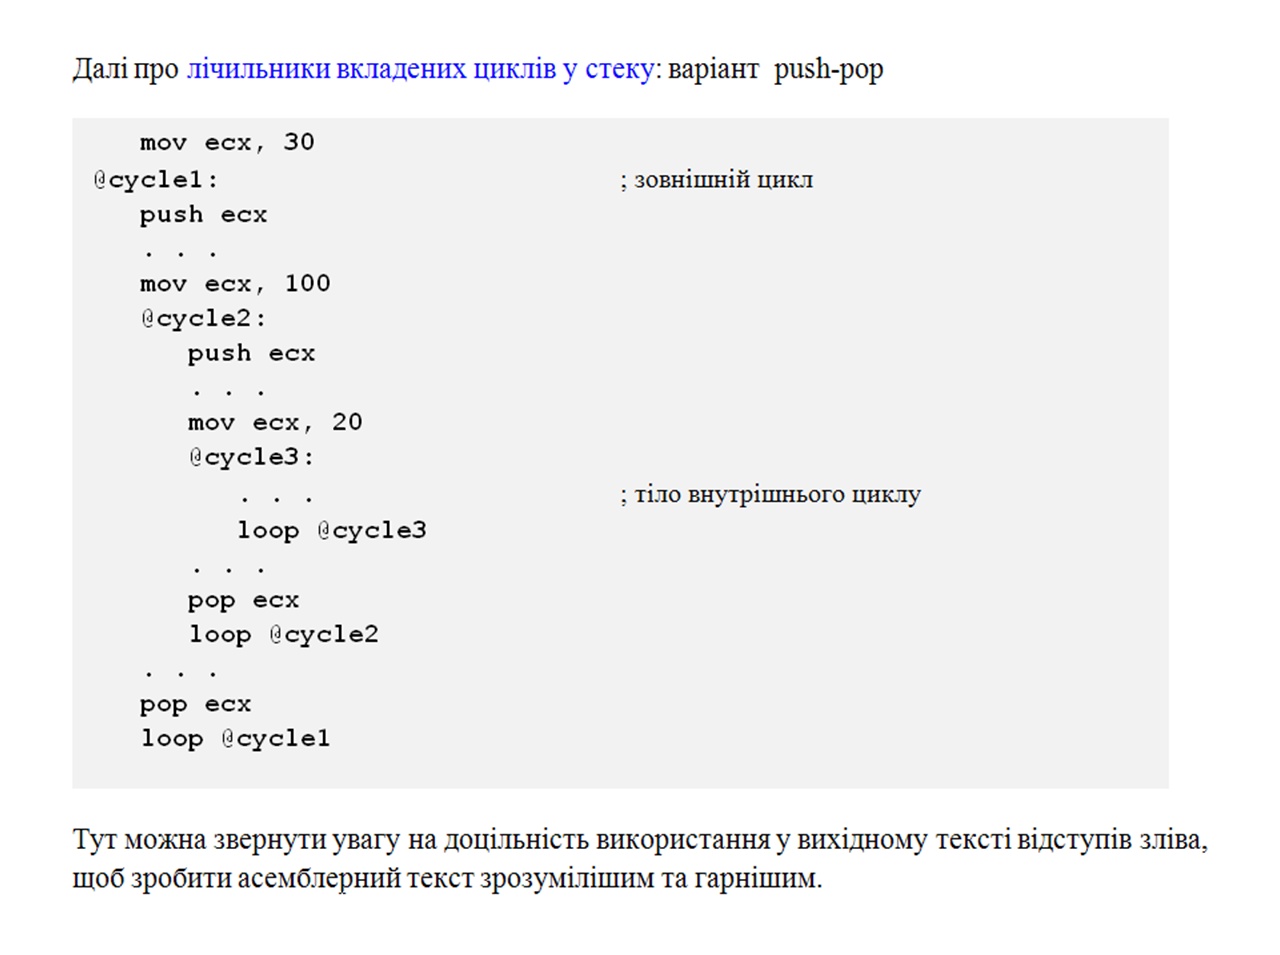 Далі про лічильники вкладених циклів у стеку: варіант push-pop
mov ecx, 30
@cycle1: ; зовнішній цикл
push ecx
. . .
mov ecx, 100
@cycle2:
push ecx
. . .
mov ecx, 20
@cycle3:
. . . ; тіло внутрішнього циклу
loop @cycle3
. . .
pop ecx
loop @cycle2
. . .
pop ecx
loop @cycle1
Тут можна звернути увагу на доцільність використання у вихідному тексті відступів зліва,
щоб зробити асемблерний текст зрозумілішим та гарнішим.